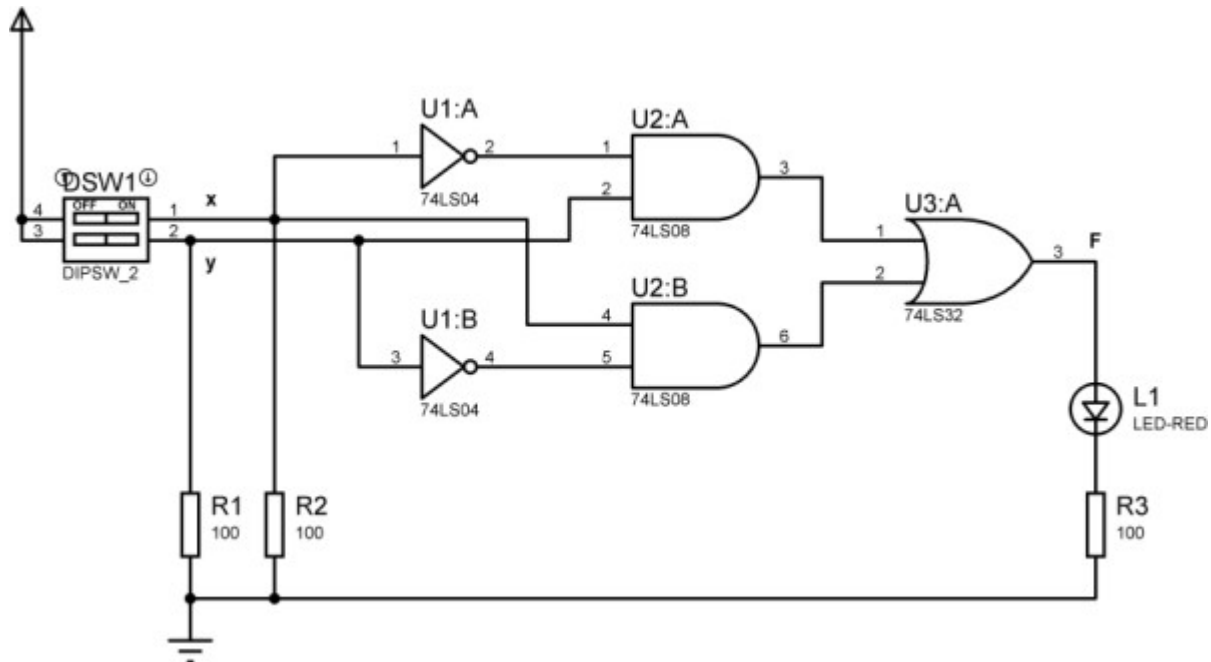 U1:A
1
2
74LS04
U2:A
1
2
3
74LS08
DSW1
OFF ON
4
3
1
2
DIPSW_2
x
y
U1:B
3
4
74LS04
U2:B
4
5
6
74LS08
U3:A
1
2
3
74LS32
F
L1
LED-RED
R1
100
R2
100
R3
100